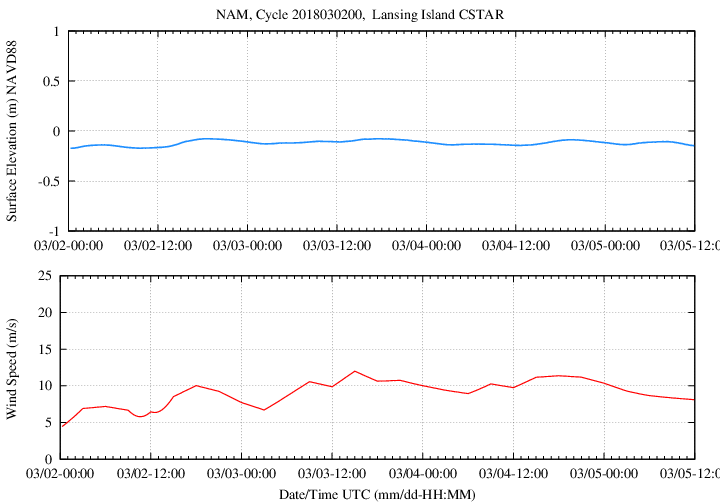 NAM, Cycle 2018030200, Lansing Island CSTAR
Surface Elevation (m) NAVD88
1
0.5
0
-0.5
-1
03/02-00:00 03/02-12:00 03/03-00:00 03/03-12:00 03/04-00:00 03/04-12:00 03/05-00:00 03/05-12:0
Wind Speed (m/s)
25
20
15
10
5
0
03/02-00:00 03/02-12:00 03/03-00:00 03/03-12:00 03/04-00:00 03/04-12:00 03/05-00:00 03/05-12:0
Date/Time UTC (mm/dd-HH:MM)